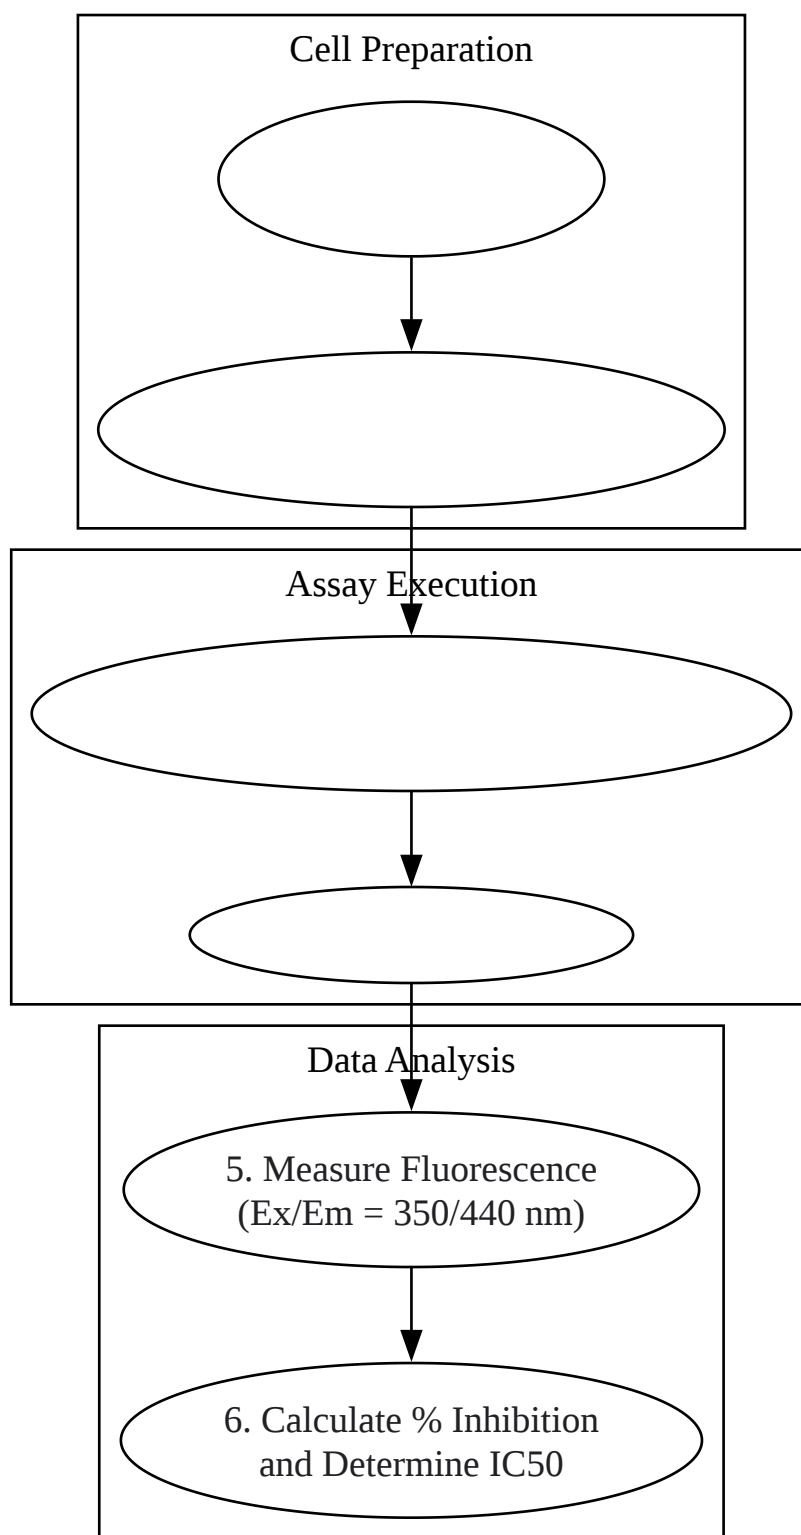 Cell Preparation
Assay Execution
Data Analysis
5. Measure Fluorescence
(Ex/Em = 350/440 nm)
6. Calculate % Inhibition
and Determine IC50